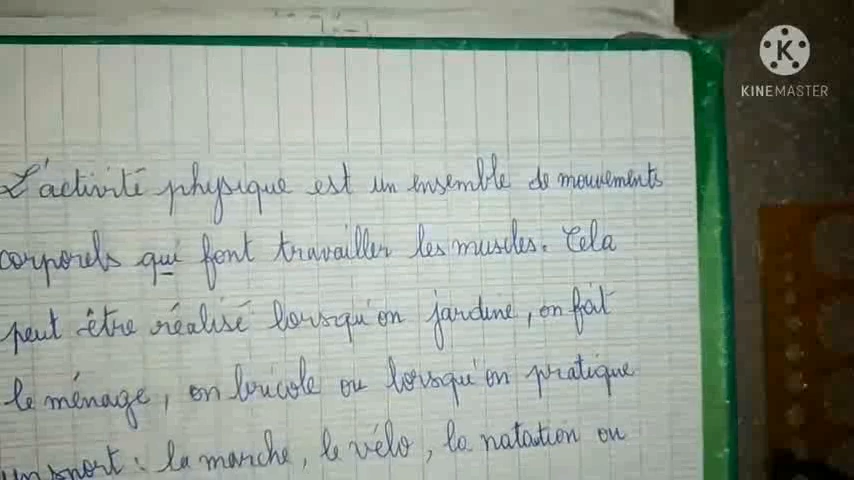 KINEMASTER
L'activité physique est un ensemble de mouvements
corporels qui font travailler les muscles. Cela
peut être réalisé lorsqu'on jardine, on fait
le ménage, on bricole ou lorsqu'on pratique
un sport : la marche, le vélo, la natation ou